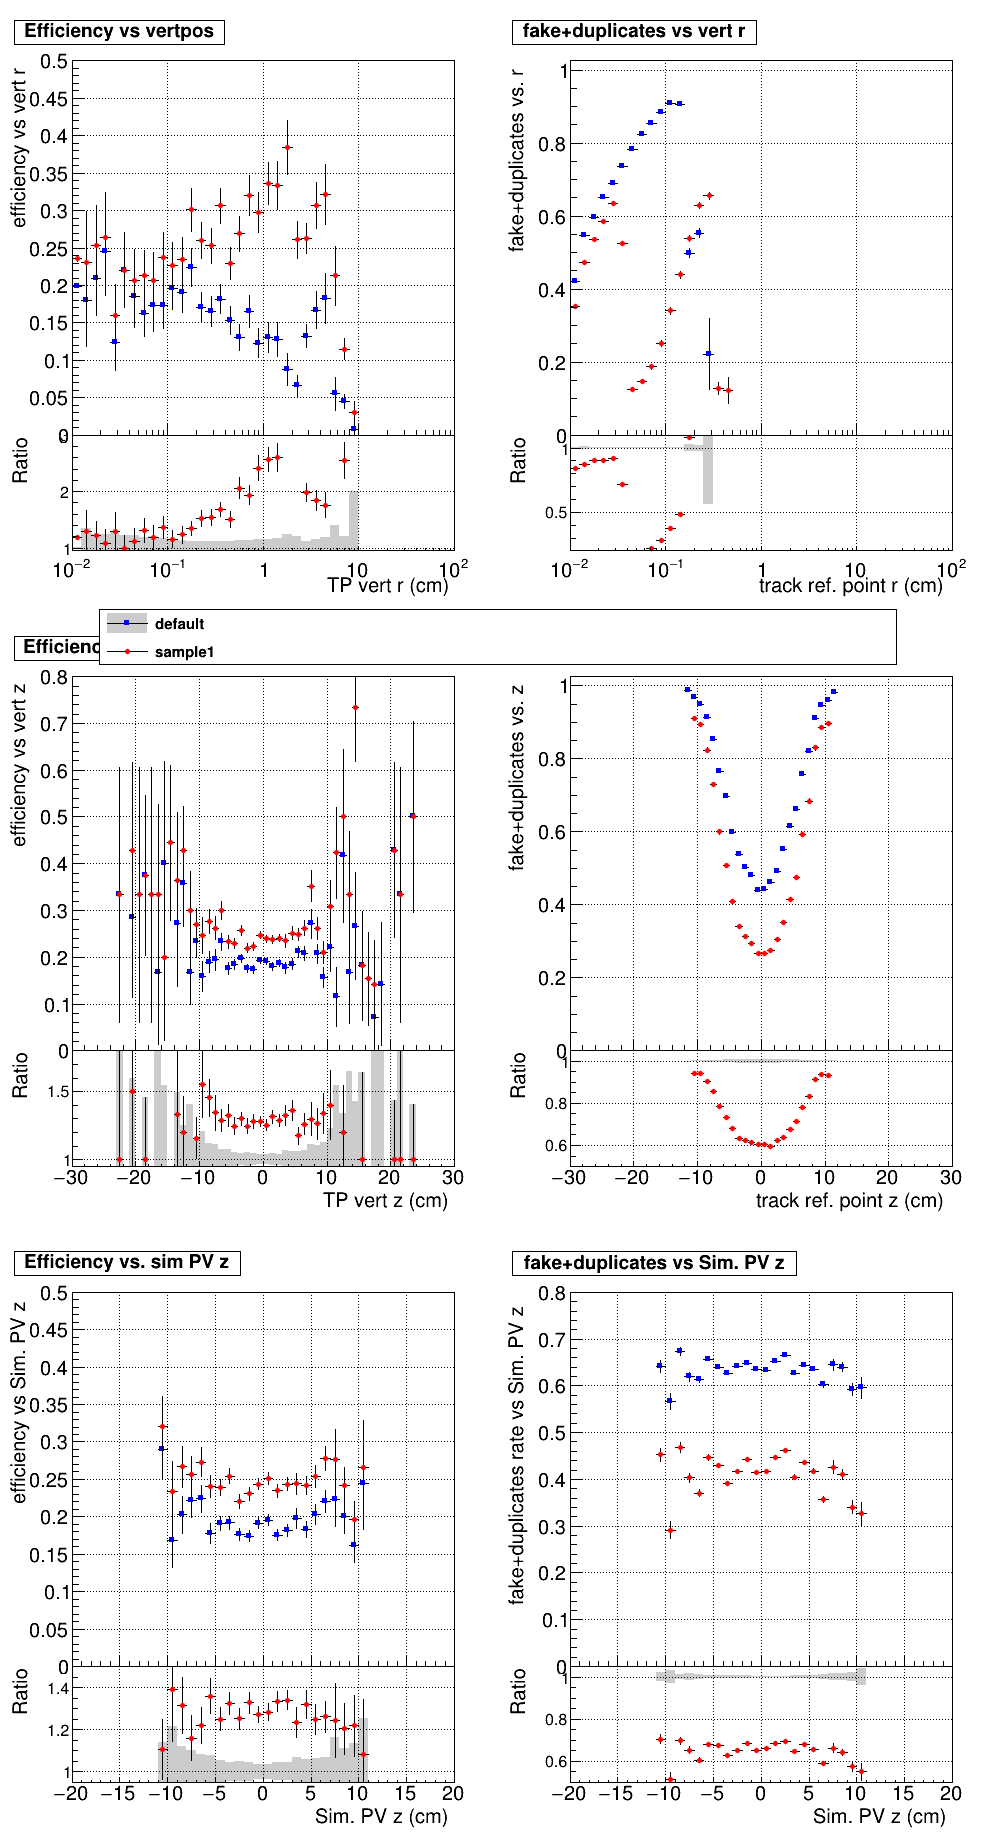 Efficiency vs vertpos
efficiency vs vert r
0.5
0.45
0.4
0.35
0.3
0.25
0.2
0.15
0.1
0.05
0
Ratio
2
1
10⁻² 10⁻¹ 1 10 10²
TP vert r (cm)
fake+duplicates vs vert r
fake+duplicates vs. r
1
0.8
0.6
0.4
0.2
0
Ratio
1
0.5
10⁻² 10⁻¹ 1 10 10²
track ref. point r (cm)
default
sample1
Efficienc
efficiency vs vert z
0.8
0.7
0.6
0.5
0.4
0.3
0.2
0.1
0
Ratio
1.5
1
−30 −20 −10 0 10 20 30
TP vert z (cm)
fake+duplicates vs. z
1
0.8
0.6
0.4
0.2
0
Ratio
1
0.8
0.6
−30 −20 −10 0 10 20 30
track ref. point z (cm)
Efficiency vs. sim PV z
efficiency vs Sim. PV z
0.5
0.45
0.4
0.35
0.3
0.25
0.2
0.15
0.1
0.05
0
Ratio
1.4
1.2
1
−20 −15 −10 −5 0 5 10 15 20
Sim. PV z (cm)
fake+duplicates vs Sim. PV z
fake+duplicates rate vs Sim. PV z
0.8
0.7
0.6
0.5
0.4
0.3
0.2
0.1
0
Ratio
1
0.8
0.6
−20 −15 −10 −5 0 5 10 15 20
Sim. PV z (cm)